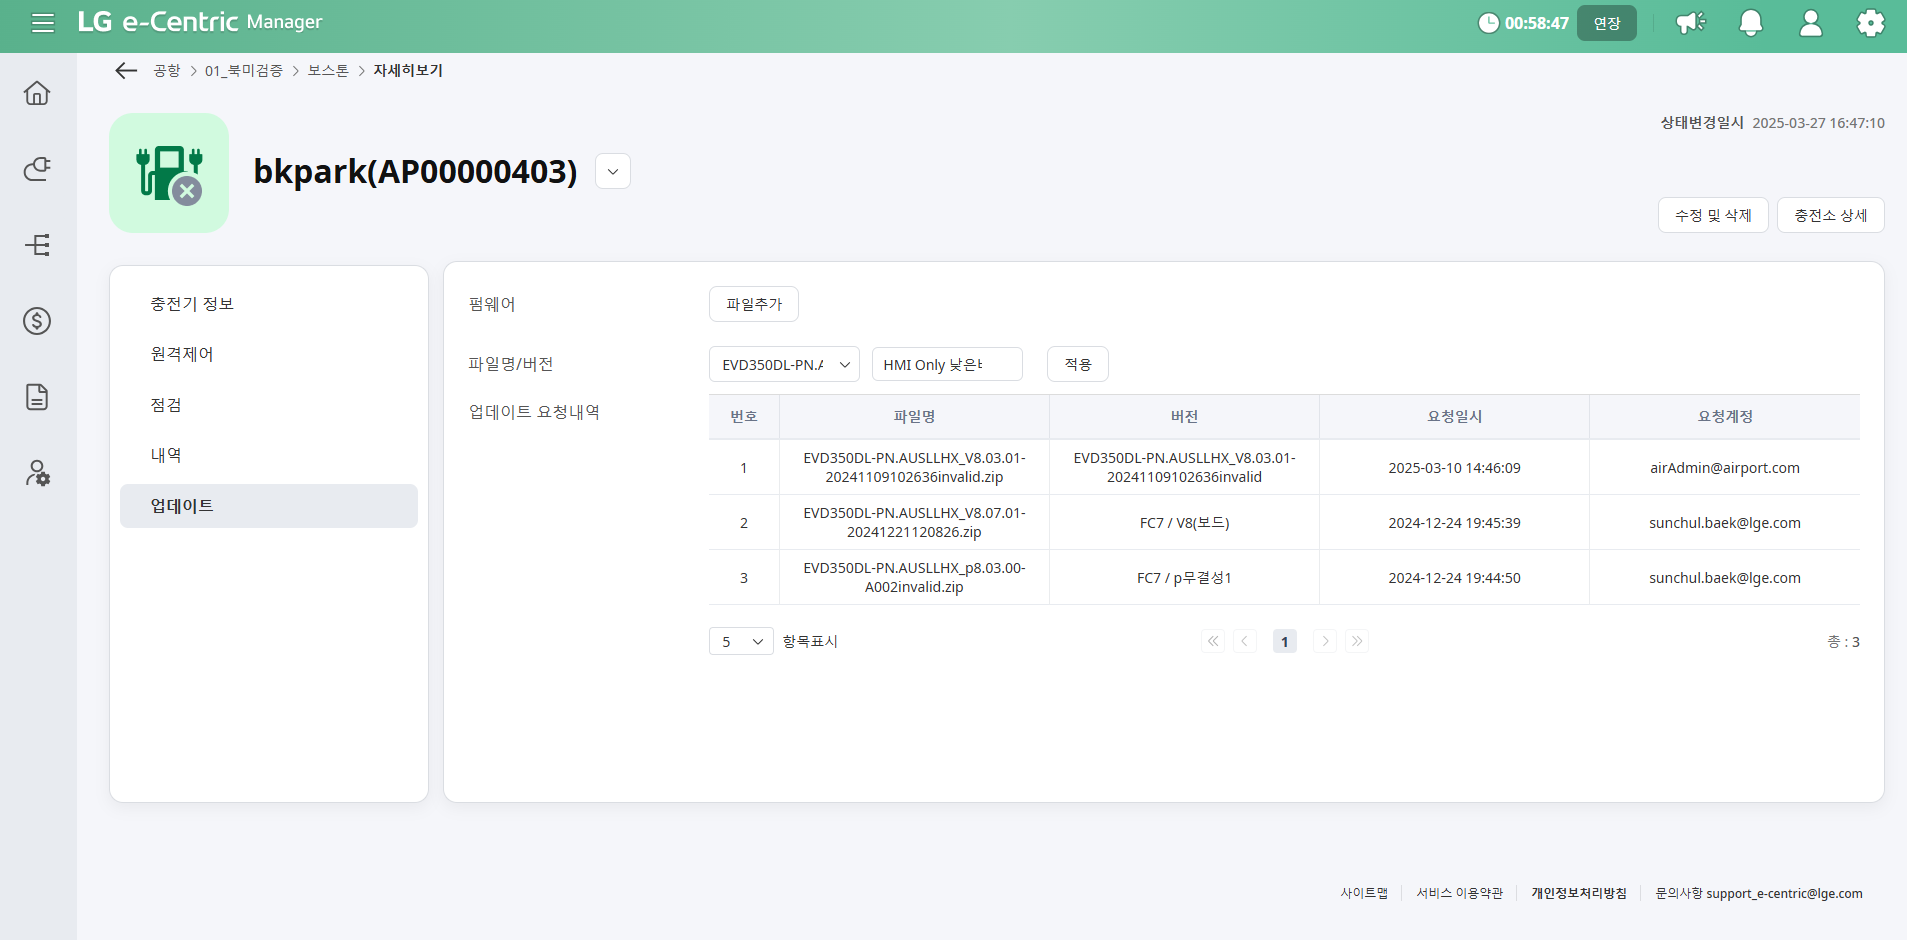 LG e-Centric Manager
00:58:47 연장
공항 > 01_북미검증 > 보스톤 > 자세히보기
상태변경일시 2025-03-27 16:47:10
bkpark(AP00000403)
수정 및 삭제 충전소 상세
충전기 정보
원격제어
점검
내역
업데이트
펌웨어 파일추가
파일명/버전 EVD350DL-PN.A HMI Only 낮은 적용
업데이트 요청내역
번호 파일명 버전 요청일시 요청계정
1 EVD350DL-PN.AUSLLHX_V8.03.01-20241109102636invalid.zip EVD350DL-PN.AUSLLHX_V8.03.01-20241109102636invalid 2025-03-10 14:46:09 airAdmin@airport.com
2 EVD350DL-PN.AUSLLHX_V8.07.01-20241221120826.zip FC7 / V8(보드) 2024-12-24 19:45:39 sunchul.baek@lge.com
3 EVD350DL-PN.AUSLLHX_p8.03.00-A002invalid.zip FC7 / p무결성1 2024-12-24 19:44:50 sunchul.baek@lge.com
5 항목표시 1 총 : 3
사이트맵 서비스 이용약관 개인정보처리방침 문의사항 support_e-centric@lge.com